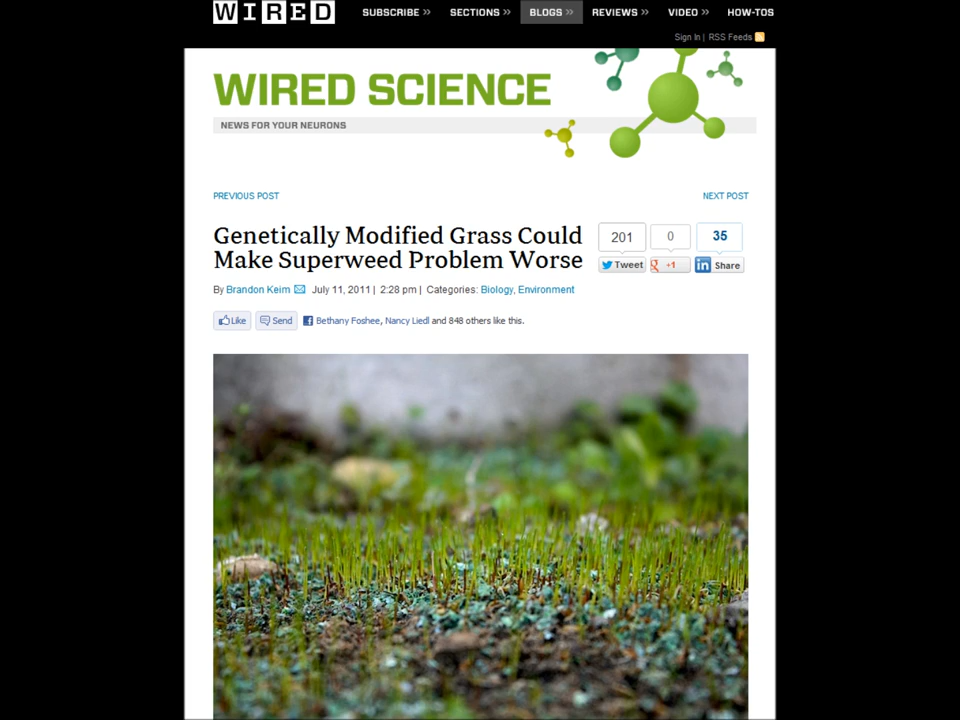 WIRED
SUBSCRIBE >> SECTIONS >> BLOGS >> REVIEWS >> VIDEO >> HOW-TOS
Sign In | RSS Feeds
WIRED SCIENCE
NEWS FOR YOUR NEURONS
PREVIOUS POST NEXT POST
Genetically Modified Grass Could
Make Superweed Problem Worse
201 0 35
Tweet +1 Share
By Brandon Keim July 11, 2011 | 2:28 pm | Categories: Biology, Environment
Like Send Bethany Foshee, Nancy Liedl and 848 others like this.